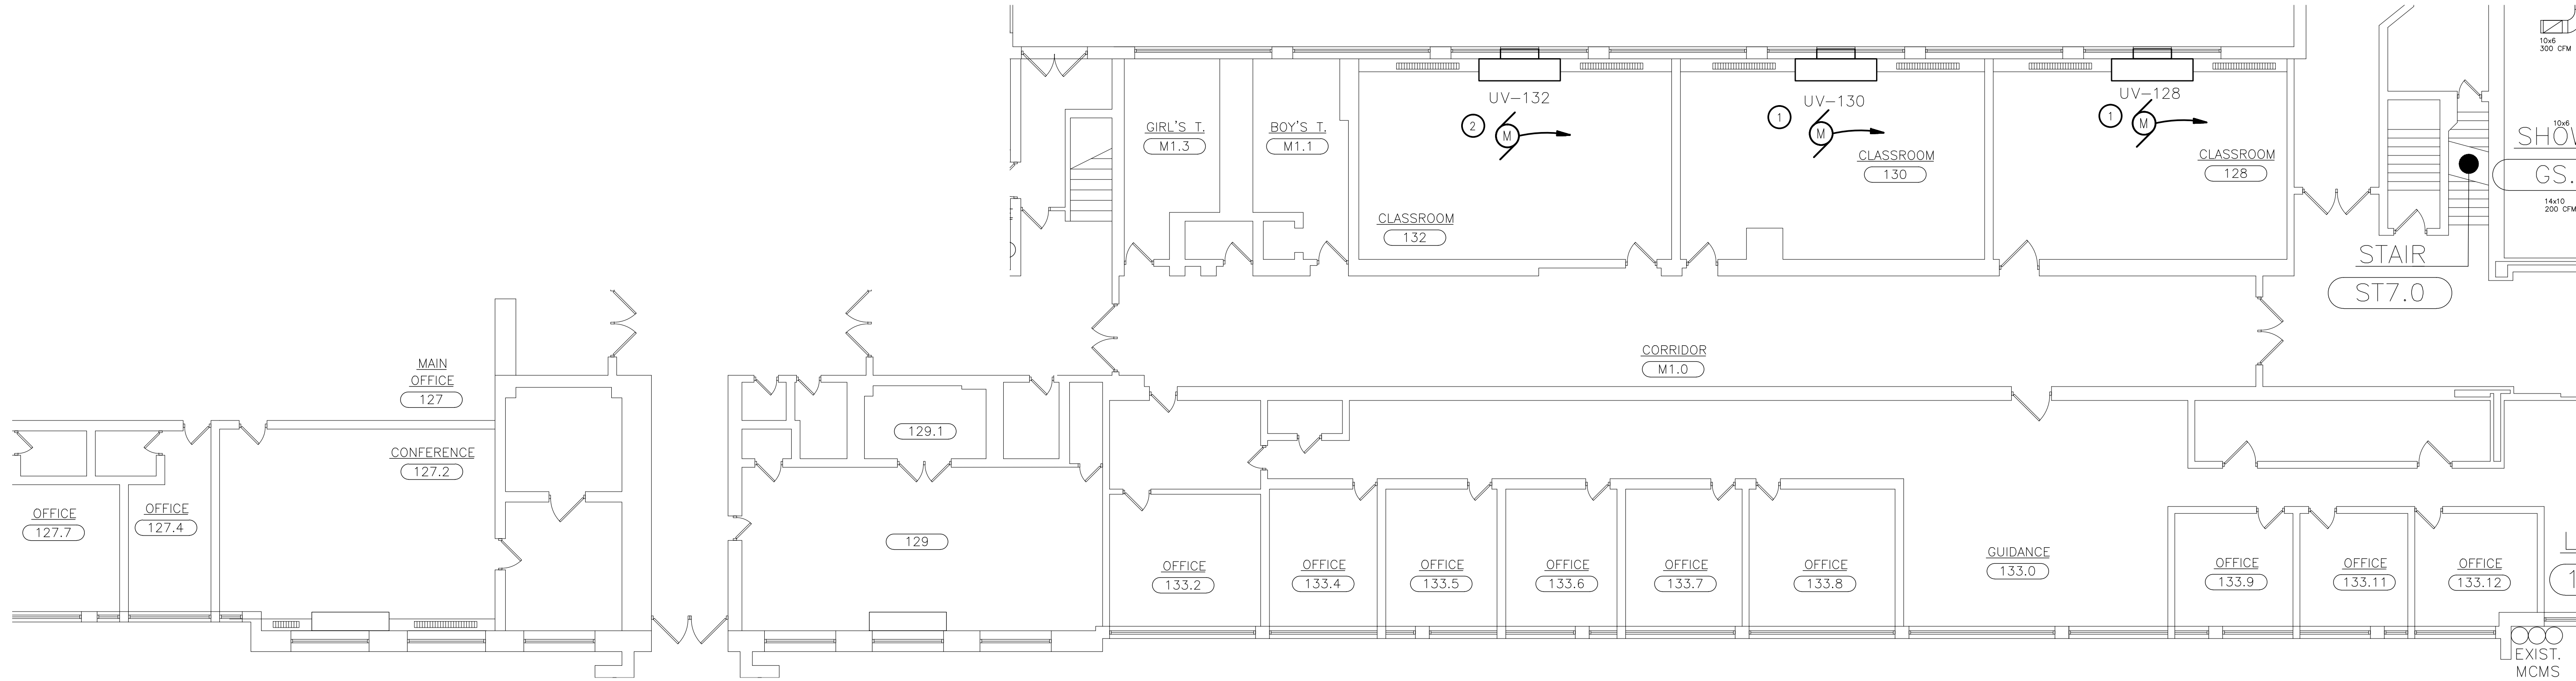 10x6
300 CFM
UV-132
UV-130
UV-128
2
M
1
M
1
M
10x6
GIRL'S T.
M1.3
BOY'S T.
M1.1
CLASSROOM
130
CLASSROOM
128
SHOW
GS.
14x10
200 CFM
CLASSROOM
132
STAIR
ST7.0
CORRIDOR
M1.0
MAIN
OFFICE
127
129.1
CONFERENCE
127.2
OFFICE
127.7
OFFICE
127.4
129
OFFICE
133.2
OFFICE
133.4
OFFICE
133.5
OFFICE
133.6
OFFICE
133.7
OFFICE
133.8
GUIDANCE
133.0
OFFICE
133.9
OFFICE
133.11
OFFICE
133.12
L
1
EXIST.
MCMS